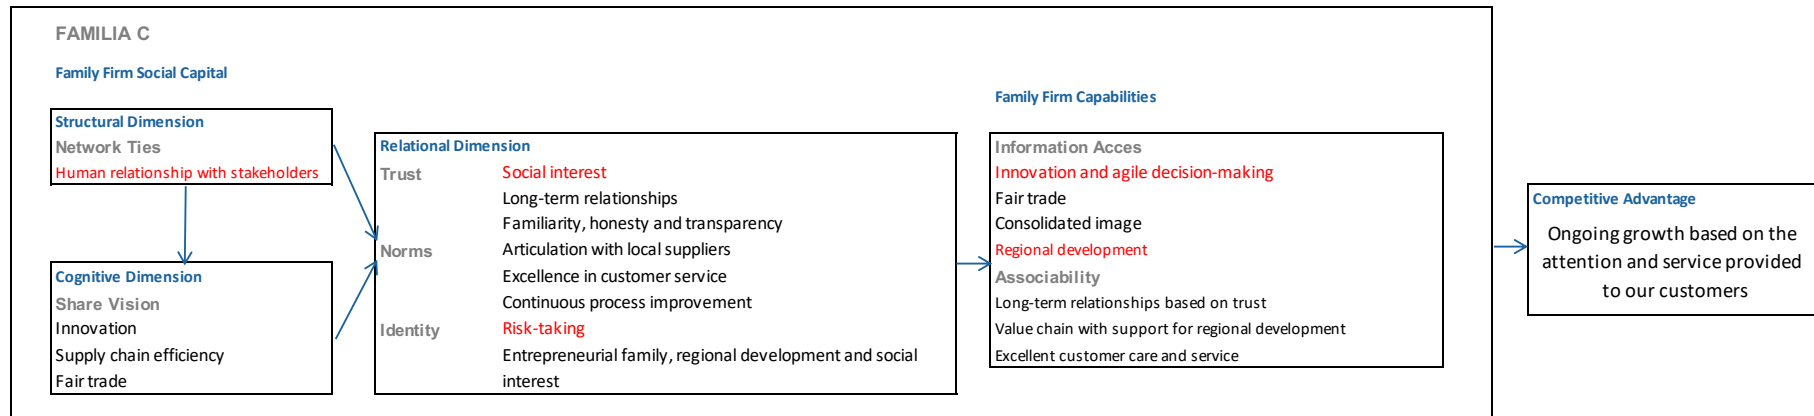 FAMILIA C
Family Firm Social Capital
Structural Dimension
Network Ties
Human relationship with stakeholders
Cognitive Dimension
Share Vision
Innovation
Supply chain efficiency
Fair trade
Relational Dimension
Trust Social interest
Long-term relationships
Familiarity, honesty and transparency
Norms Articulation with local suppliers
Excellence in customer service
Continuous process improvement
Identity Risk-taking
Entrepreneurial family, regional development and social
interest
Family Firm Capabilities
Information Acces
Innovation and agile decision-making
Fair trade
Consolidated image
Regional development
Associability
Long-term relationships based on trust
Value chain with support for regional development
Excellent customer care and service
Competitive Advantage
Ongoing growth based on the
attention and service provided
to our customers